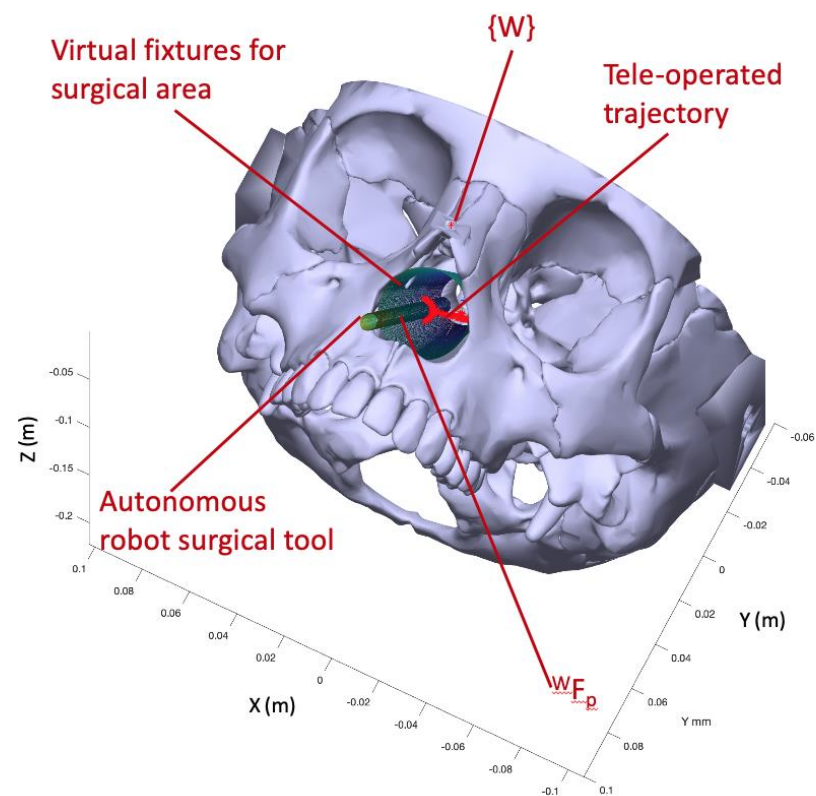 {W}
Virtual fixtures for
surgical area
Tele-operated
trajectory
-0.05
-0.1
-0.15
-0.2
Z (m)
Autonomous
robot surgical tool
0.1
0.08
0.06
0.04
0.02
0
-0.02
-0.04
-0.06
-0.08
-0.1
X (m)
-0.06
-0.04
-0.02
0
0.02
0.04
0.06
0.08
0.1
Y (m)
Y mm
WFp